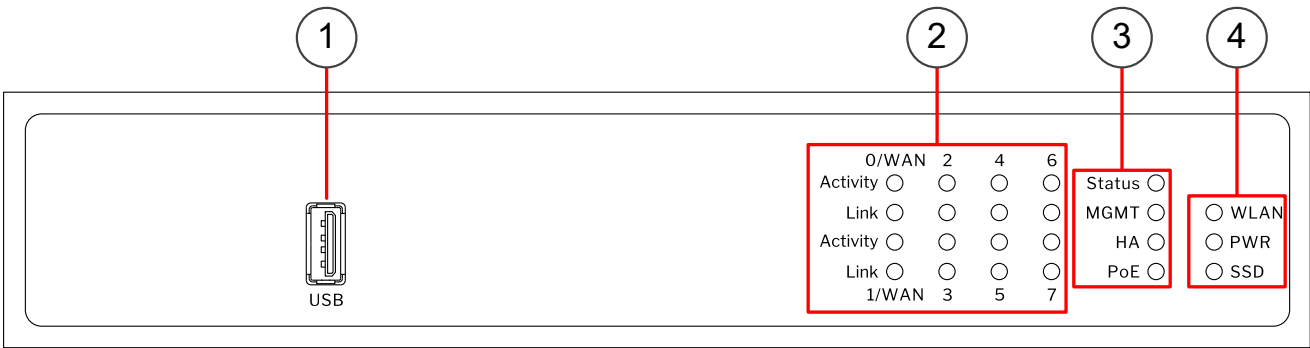 1 2 3 4
0/WAN 2 4 6
Activity
Status
Link
MGMT
WLAN
Activity
HA
PWR
Link
PoE
SSD
1/WAN 3 5 7
USB